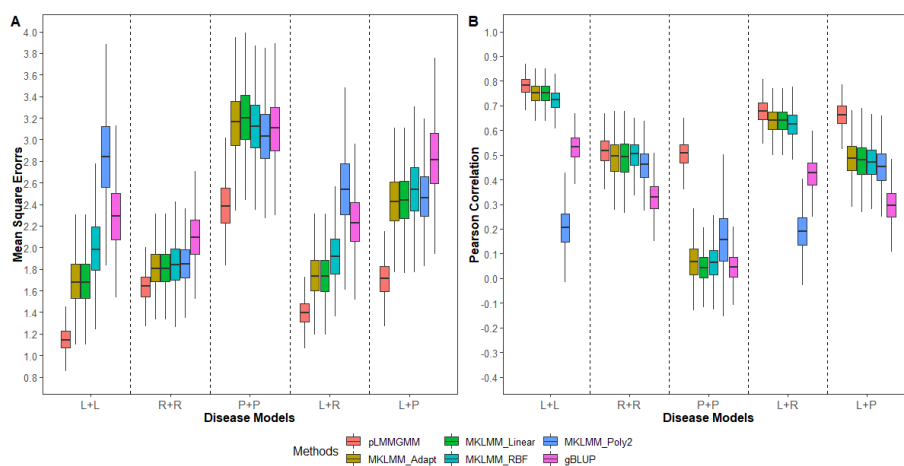 A
Mean Square Erorrs
4.0
3.8
3.6
3.4
3.2
3.0
2.8
2.6
2.4
2.2
2.0
1.8
1.6
1.4
1.2
1.0
0.8
L+L R+R P+P L+R L+P
Disease Models
B
Pearson Correlation
1.0
0.9
0.8
0.7
0.6
0.5
0.4
0.3
0.2
0.1
0.0
-0.1
-0.2
-0.3
-0.4
L+L R+R P+P L+R L+P
Disease Models
Methods
pLMMGMM MKLMM_Linear MKLMM_Poly2
MKLMM_Adapt MKLMM_RBF gBLUP